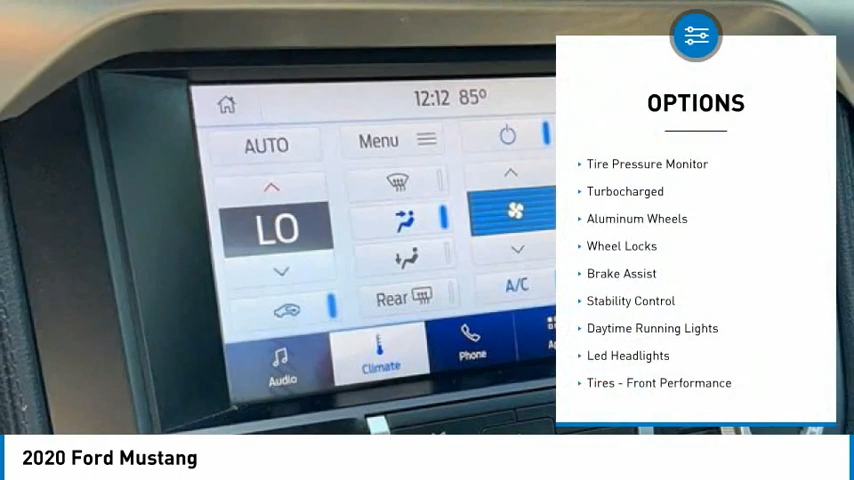 12:12 85°
AUTO
Menu
LO
Rear
A/C
Audio
Climate
Phone
OPTIONS
Tire Pressure Monitor
Turbocharged
Aluminum Wheels
Wheel Locks
Brake Assist
Stability Control
Daytime Running Lights
Led Headlights
Tires - Front Performance
2020 Ford Mustang